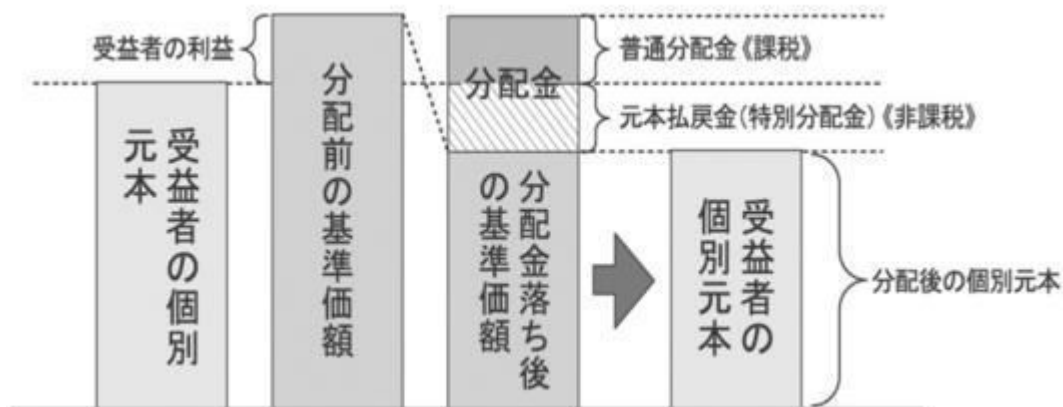 受益者の利益
受益者の個別
元本
分配前の基準価額
分配金
分配金落ち後
の基準価額
普通分配金《課税》
元本払戻金(特別分配金)《非課税》
受益者の
個別元本
分配後の個別元本